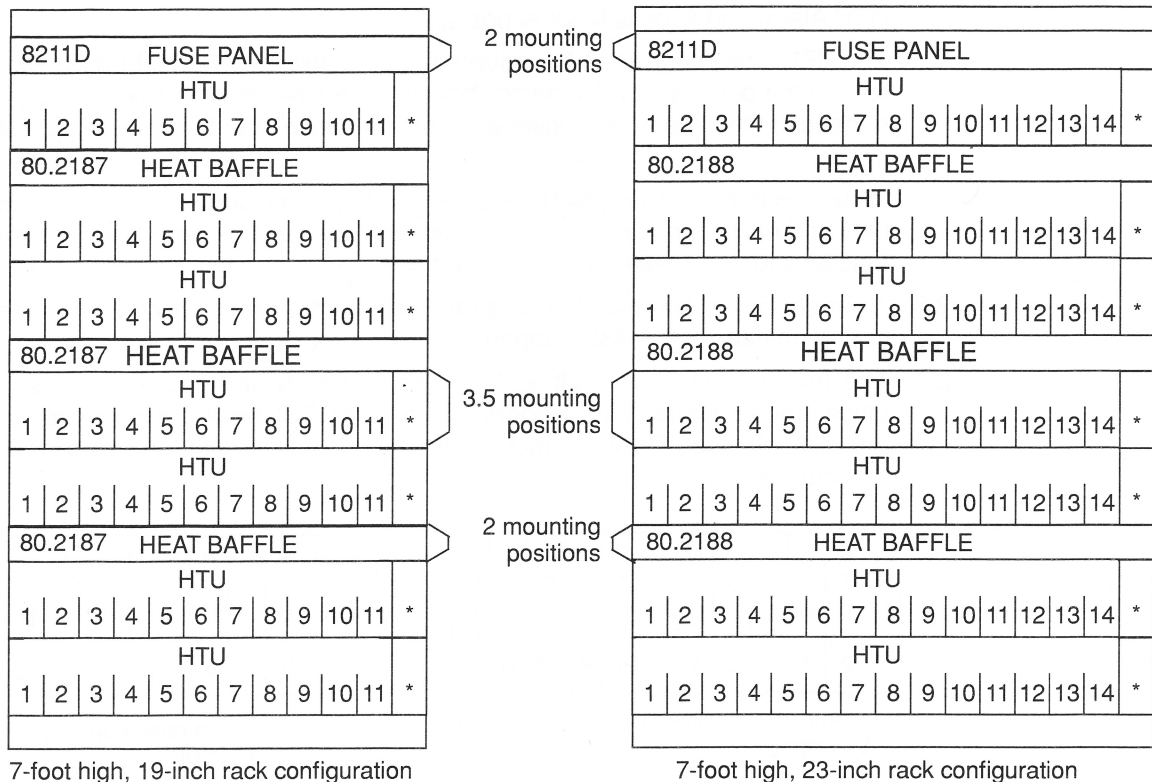 8211D FUSE PANEL
HTU
1 2 3 4 5 6 7 8 9 10 11 *
80.2187 HEAT BAFFLE
HTU
1 2 3 4 5 6 7 8 9 10 11 *
HTU
1 2 3 4 5 6 7 8 9 10 11 *
80.2187 HEAT BAFFLE
HTU
1 2 3 4 5 6 7 8 9 10 11 *
HTU
1 2 3 4 5 6 7 8 9 10 11 *
80.2187 HEAT BAFFLE
HTU
1 2 3 4 5 6 7 8 9 10 11 *
HTU
1 2 3 4 5 6 7 8 9 10 11 *
7-foot high, 19-inch rack configuration
2 mounting
positions
3.5 mounting
positions
2 mounting
positions
8211D FUSE PANEL
HTU
1 2 3 4 5 6 7 8 9 10 11 12 13 14 *
80.2188 HEAT BAFFLE
HTU
1 2 3 4 5 6 7 8 9 10 11 12 13 14 *
HTU
1 2 3 4 5 6 7 8 9 10 11 12 13 14 *
80.2188 HEAT BAFFLE
HTU
1 2 3 4 5 6 7 8 9 10 11 12 13 14 *
HTU
1 2 3 4 5 6 7 8 9 10 11 12 13 14 *
80.2188 HEAT BAFFLE
HTU
1 2 3 4 5 6 7 8 9 10 11 12 13 14 *
HTU
1 2 3 4 5 6 7 8 9 10 11 12 13 14 *
7-foot high, 23-inch rack configuration